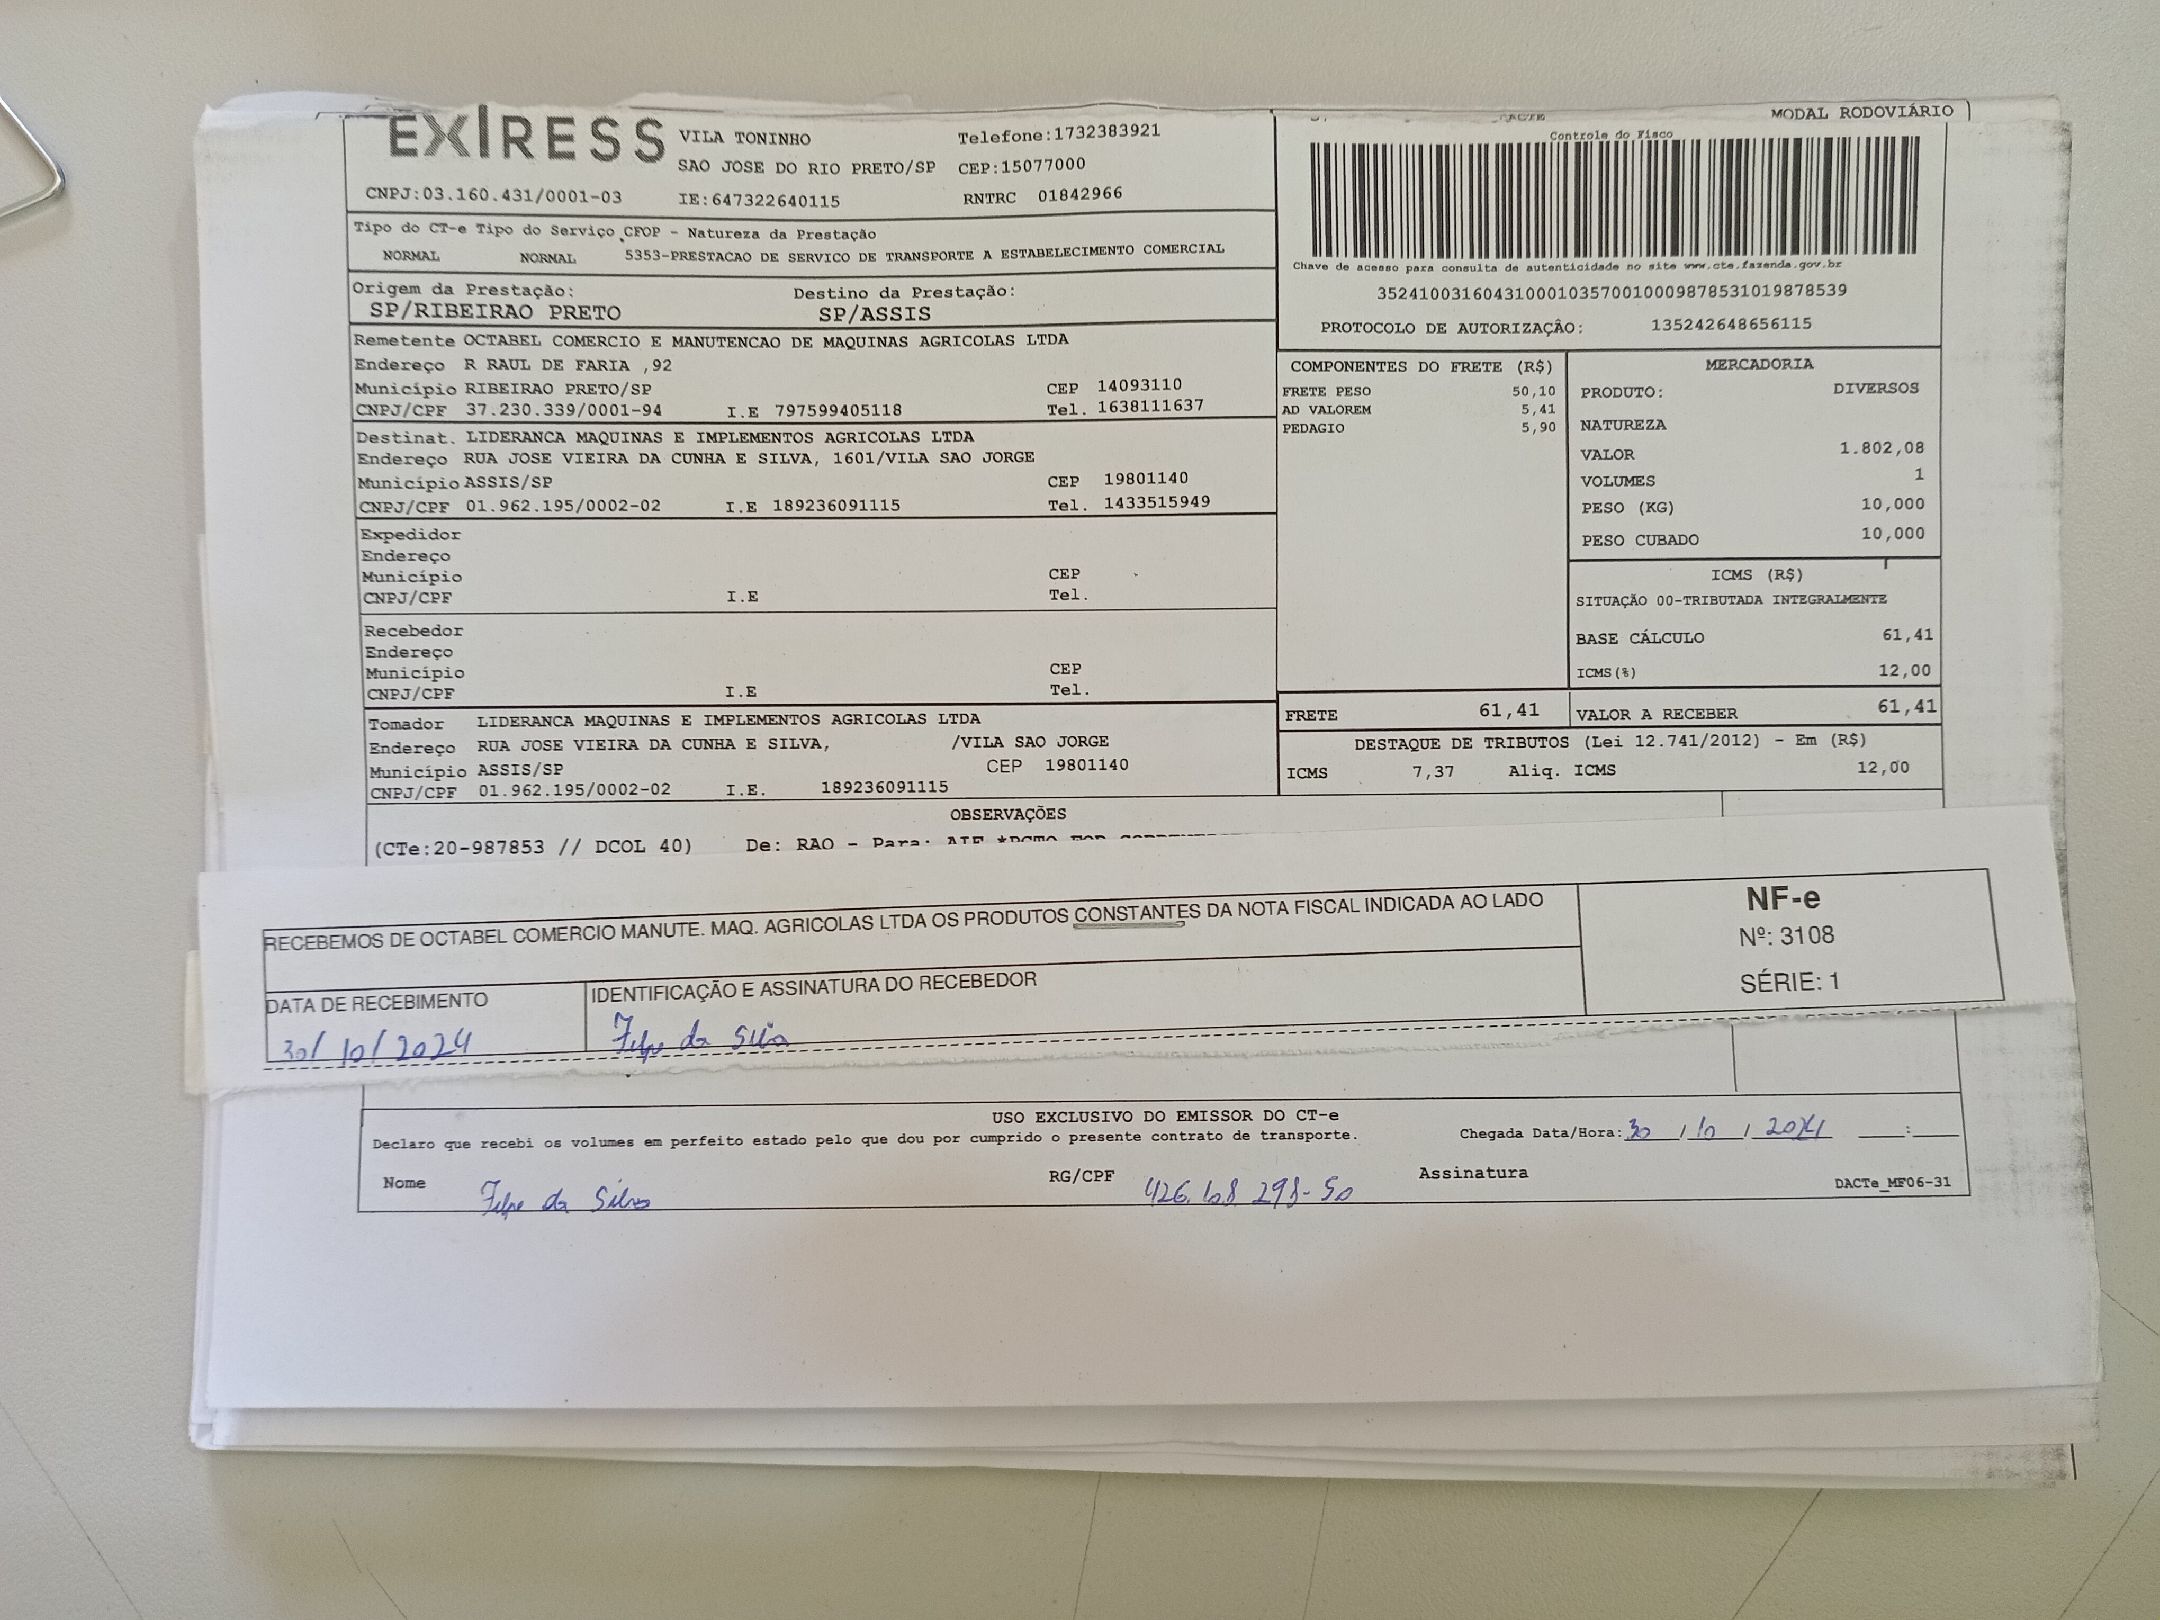 EXPRESS
VILA TONINHO Telefone:1732383921
SAO JOSE DO RIO PRETO/SP CEP:15077000
CNPJ:03.160.431/0001-03 IE:647322640115 RNTRC 01842966
Tipo do CT-e Tipo do Serviço CFOP - Natureza da Prestação
NORMAL NORMAL 5353-PRESTACAO DE SERVICO DE TRANSPORTE A ESTABELECIMENTO COMERCIAL
Origem da Prestação: Destino da Prestação:
SP/RIBEIRAO PRETO SP/ASSIS
Remetente OCTABEL COMERCIO E MANUTENCAO DE MAQUINAS AGRICOLAS LTDA
Endereço R RAUL DE FARIA ,92
Município RIBEIRAO PRETO/SP CEP 14093110
CNPJ/CPF 37.230.339/0001-94 I.E 797599405118 Tel. 1638111637
Destinat. LIDERANCA MAQUINAS E IMPLEMENTOS AGRICOLAS LTDA
Endereço RUA JOSE VIEIRA DA CUNHA E SILVA, 1601/VILA SAO JORGE
Município ASSIS/SP CEP 19801140
CNPJ/CPF 01.962.195/0002-02 I.E 189236091115 Tel. 1433515949
Expedidor
Endereço
Município CEP
CNPJ/CPF I.E Tel.
Recebedor
Endereço
Município CEP
CNPJ/CPF I.E Tel.
Tomador LIDERANCA MAQUINAS E IMPLEMENTOS AGRICOLAS LTDA
Endereço RUA JOSE VIEIRA DA CUNHA E SILVA, /VILA SAO JORGE
Município ASSIS/SP CEP 19801140
CNPJ/CPF 01.962.195/0002-02 I.E. 189236091115
DACTE MODAL RODOVIÁRIO
Controle do Fisco
Chave de acesso para consulta de autenticidade no site www.cte.fazenda.gov.br
35241003160431000103570010009878531019878539
PROTOCOLO DE AUTORIZAÇÃO: 135242648656115
COMPONENTES DO FRETE (R$)
FRETE PESO 50,10
AD VALOREM 5,41
PEDAGIO 5,90
MERCADORIA
PRODUTO: DIVERSOS
NATUREZA
VALOR 1.802,08
VOLUMES 1
PESO (KG) 10,000
PESO CUBADO 10,000
ICMS (R$)
SITUAÇÃO 00-TRIBUTADA INTEGRALMENTE
BASE CÁLCULO 61,41
ICMS(%) 12,00
FRETE 61,41 VALOR A RECEBER 61,41
DESTAQUE DE TRIBUTOS (Lei 12.741/2012) - Em (R$)
ICMS 7,37 Aliq. ICMS 12,00
OBSERVAÇÕES
(CTe:20-987853 // DCOL 40) De: RAO - Para:
RECEBEMOS DE OCTABEL COMERCIO MANUTE. MAQ. AGRICOLAS LTDA OS PRODUTOS CONSTANTES DA NOTA FISCAL INDICADA AO LADO
NF-e
Nº: 3108
SÉRIE: 1
DATA DE RECEBIMENTO IDENTIFICAÇÃO E ASSINATURA DO RECEBEDOR
30/10/2024 Felipe da Silva
USO EXCLUSIVO DO EMISSOR DO CT-e
Declaro que recebi os volumes em perfeito estado pelo que dou por cumprido o presente contrato de transporte. Chegada Data/Hora: 30/10/2024 :
Nome Felipe da Silva RG/CPF Assinatura
DACTe_MF06-31